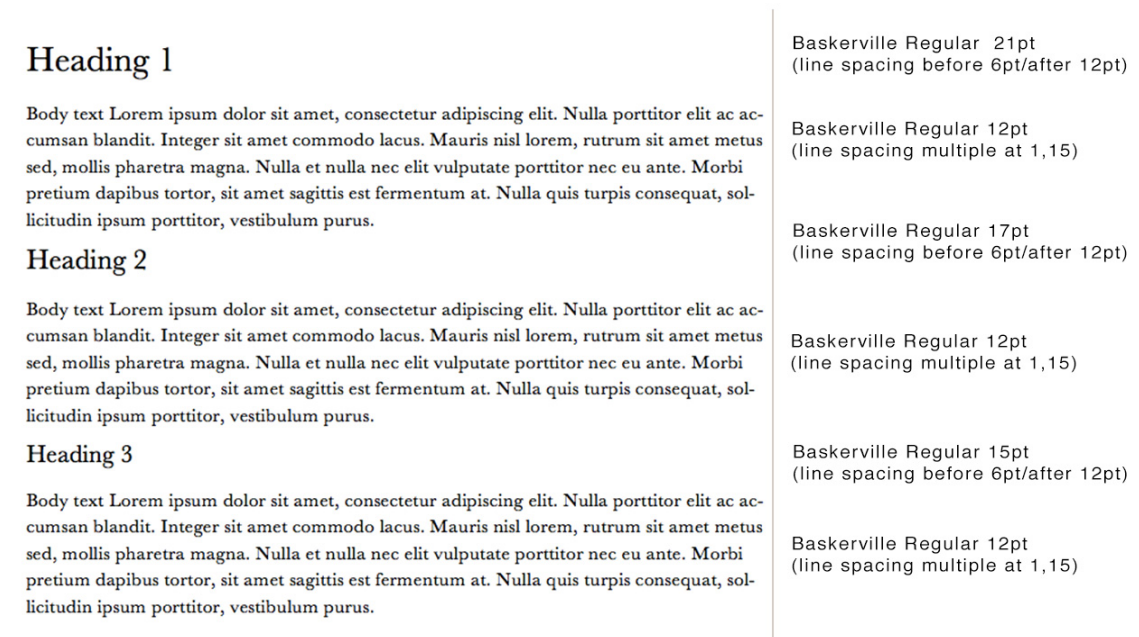 Heading 1
Body text Lorem ipsum dolor sit amet, consectetur adipiscing elit. Nulla porttitor elit ac ac-
cumsan blandit. Integer sit amet commodo lacus. Mauris nisl lorem, rutrum sit amet metus
sed, mollis pharetra magna. Nulla et nulla nec elit vulputate porttitor nec eu ante. Morbi
pretium dapibus tortor, sit amet sagittis est fermentum at. Nulla quis turpis consequat, sol-
licitudin ipsum porttitor, vestibulum purus.
Heading 2
Body text Lorem ipsum dolor sit amet, consectetur adipiscing elit. Nulla porttitor elit ac ac-
cumsan blandit. Integer sit amet commodo lacus. Mauris nisl lorem, rutrum sit amet metus
sed, mollis pharetra magna. Nulla et nulla nec elit vulputate porttitor nec eu ante. Morbi
pretium dapibus tortor, sit amet sagittis est fermentum at. Nulla quis turpis consequat, sol-
licitudin ipsum porttitor, vestibulum purus.
Heading 3
Body text Lorem ipsum dolor sit amet, consectetur adipiscing elit. Nulla porttitor elit ac ac-
cumsan blandit. Integer sit amet commodo lacus. Mauris nisl lorem, rutrum sit amet metus
sed, mollis pharetra magna. Nulla et nulla nec elit vulputate porttitor nec eu ante. Morbi
pretium dapibus tortor, sit amet sagittis est fermentum at. Nulla quis turpis consequat, sol-
licitudin ipsum porttitor, vestibulum purus.
Baskerville Regular  21pt
(line spacing before 6pt/after 12pt)
Baskerville Regular 12pt
(line spacing multiple at 1,15)
Baskerville Regular 17pt
(line spacing before 6pt/after 12pt)
Baskerville Regular 12pt
(line spacing multiple at 1,15)
Baskerville Regular 15pt
(line spacing before 6pt/after 12pt)
Baskerville Regular 12pt
(line spacing multiple at 1,15)